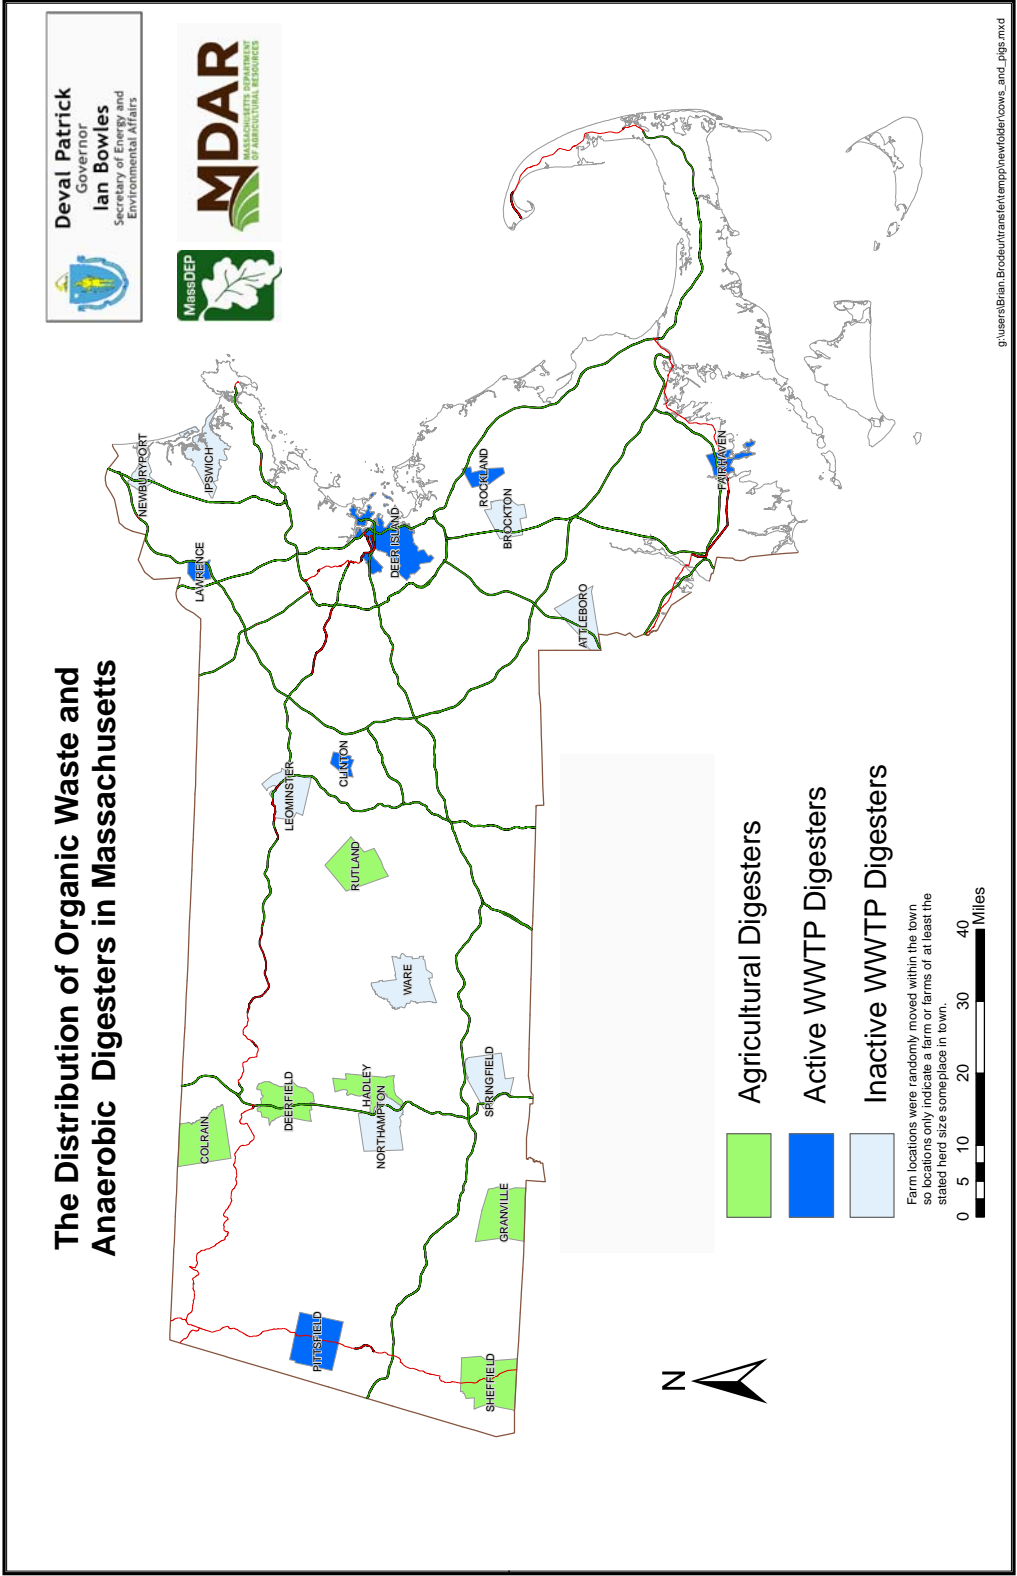 The Distribution of Organic Waste and
Anaerobic Digesters in Massachusetts
Deval Patrick
Governor
Ian Bowles
Secretary of Energy and
Environmental Affairs
MassDEP
MDAR
MASSACHUSETTS DEPARTMENT
OF AGRICULTURAL RESOURCES
NEWBURYPORT
IPSWICH
LAWRENCE
COLRAIN
DEERFIELD
LEOMINSTER
PITTSFIELD
CLINTON
RUTLAND
HADLEY
NORTHAMPTON
DEER ISLAND
WARE
ROCKLAND
BROCKTON
SPRINGFIELD
GRANVILLE
SHEFFIELD
ATTLEBORO
FAIRHAVEN
N
Agricultural Digesters
Active WWTP Digesters
Inactive WWTP Digesters
Farm locations were randomly moved within the town
so locations only indicate a farm or farms of at least the
stated herd size someplace in town.
0 5 10 20 30 40
Miles
g:\users\Brian.Brodeur\transfer\tempp\newfolder\cows_and_pigs.mxd